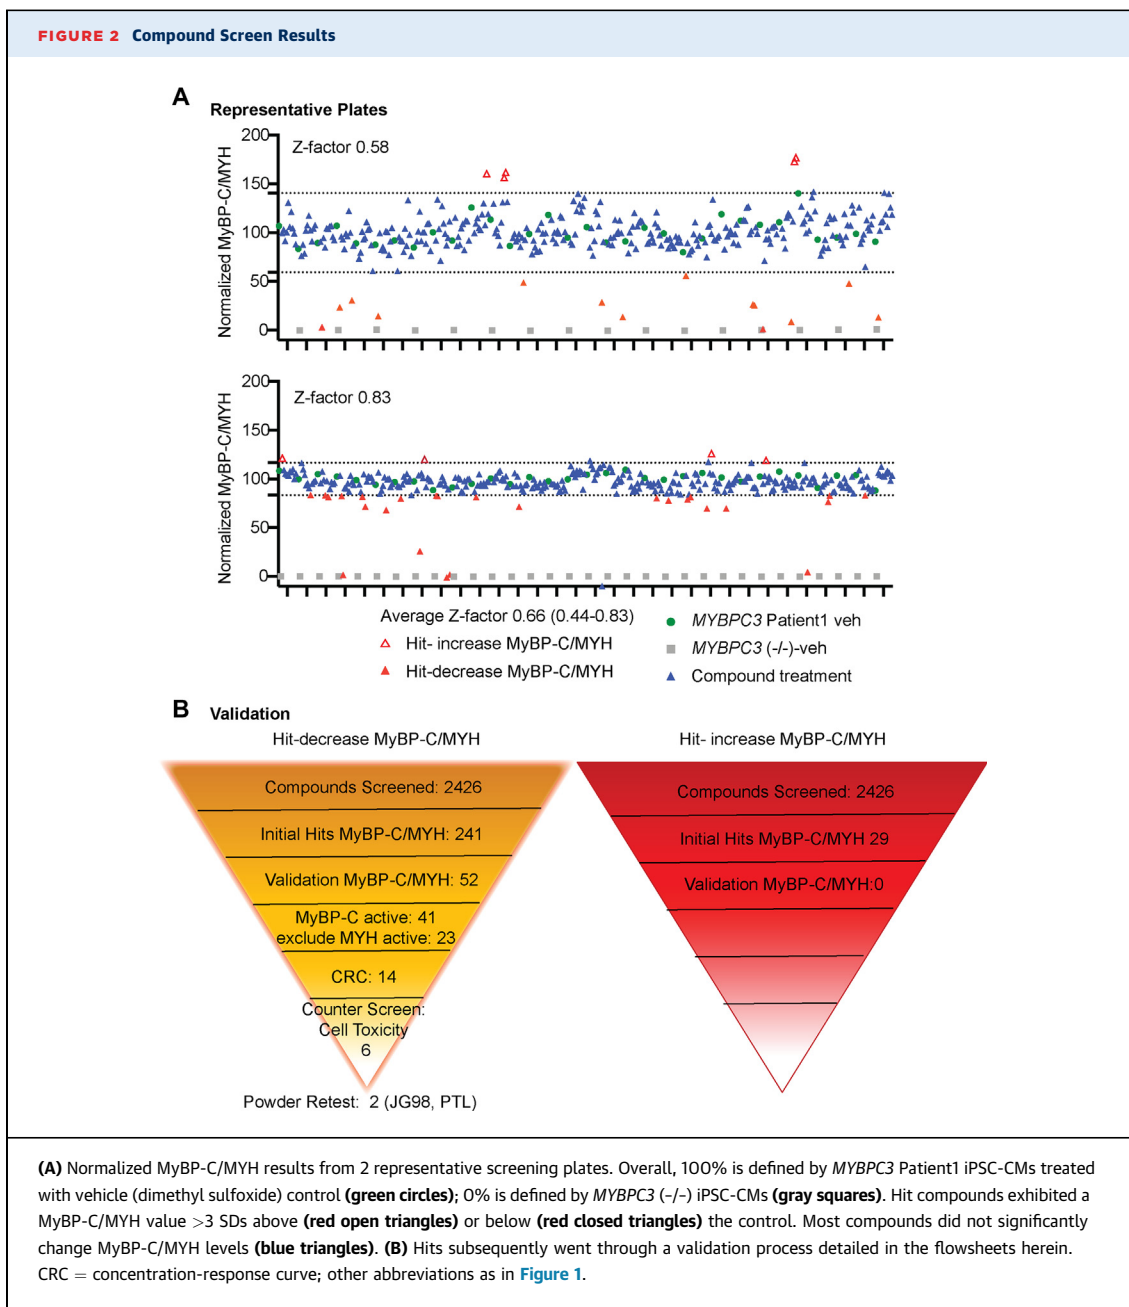 FIGURE 2 Compound Screen Results
A
Representative Plates
Normalized MyBP-C/MYH
200
150
100
50
0
Z-factor 0.58
Normalized MyBP-C/MYH
200
150
100
50
0
Z-factor 0.83
Average Z-factor 0.66 (0.44-0.83)
Hit- increase MyBP-C/MYH
Hit-decrease MyBP-C/MYH
MYBPC3 Patient1 veh
MYBPC3 (-/-)-veh
Compound treatment
B
Validation
Hit-decrease MyBP-C/MYH
Compounds Screened: 2426
Initial Hits MyBP-C/MYH: 241
Validation MyBP-C/MYH: 52
MyBP-C active: 41
exclude MYH active: 23
CRC: 14
Counter Screen:
Cell Toxicity
6
Powder Retest: 2 (JG98, PTL)
Hit- increase MyBP-C/MYH
Compounds Screened: 2426
Initial Hits MyBP-C/MYH 29
Validation MyBP-C/MYH:0
(A) Normalized MyBP-C/MYH results from 2 representative screening plates. Overall, 100% is defined by MYBPC3 Patient1 iPSC-CMs treated
with vehicle (dimethyl sulfoxide) control (green circles); 0% is defined by MYBPC3 (-/-) iPSC-CMs (gray squares). Hit compounds exhibited a
MyBP-C/MYH value >3 SDs above (red open triangles) or below (red closed triangles) the control. Most compounds did not significantly
change MyBP-C/MYH levels (blue triangles). (B) Hits subsequently went through a validation process detailed in the flowsheets herein.
CRC = concentration-response curve; other abbreviations as in Figure 1.